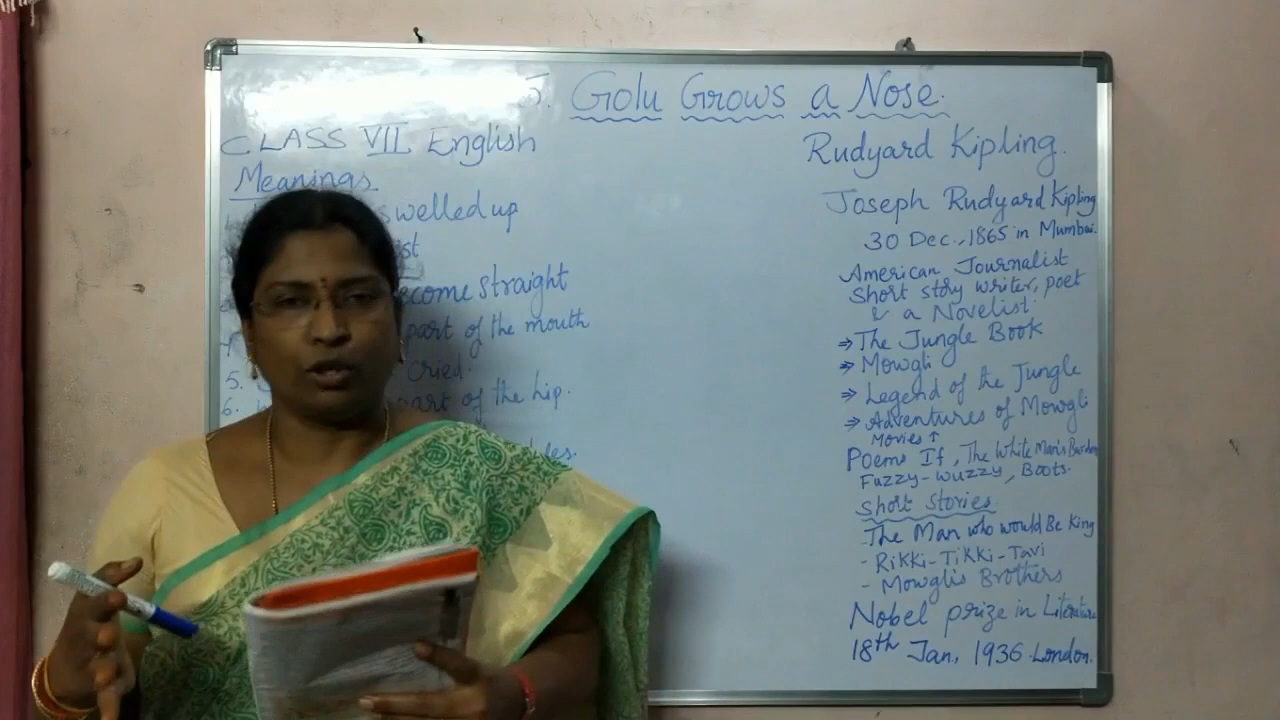 5. Golu Grows a Nose.
CLASS VII English
Meanings.
swelled up
ecome straight
part of the mouth
5.
cried.
6.
part of the hip.
Rudyard Kipling.
Joseph Rudyard Kipling
30 Dec., 1865 in Mumbai.
American Journalist
Short story writer, poet
& a Novelist.
⇒ The Jungle Book
⇒ Mowgli
⇒ Legend of the Jungle
⇒ Adventures of Mowgli
Movies ↑
Poems If, The White Man's Burden
Fuzzy-Wuzzy, Boots.
Short Stories
- The Man who would Be King
- Rikki-Tikki-Tavi
- Mowglis Brothers
Nobel prize in Literature
18th Jan, 1936 London.